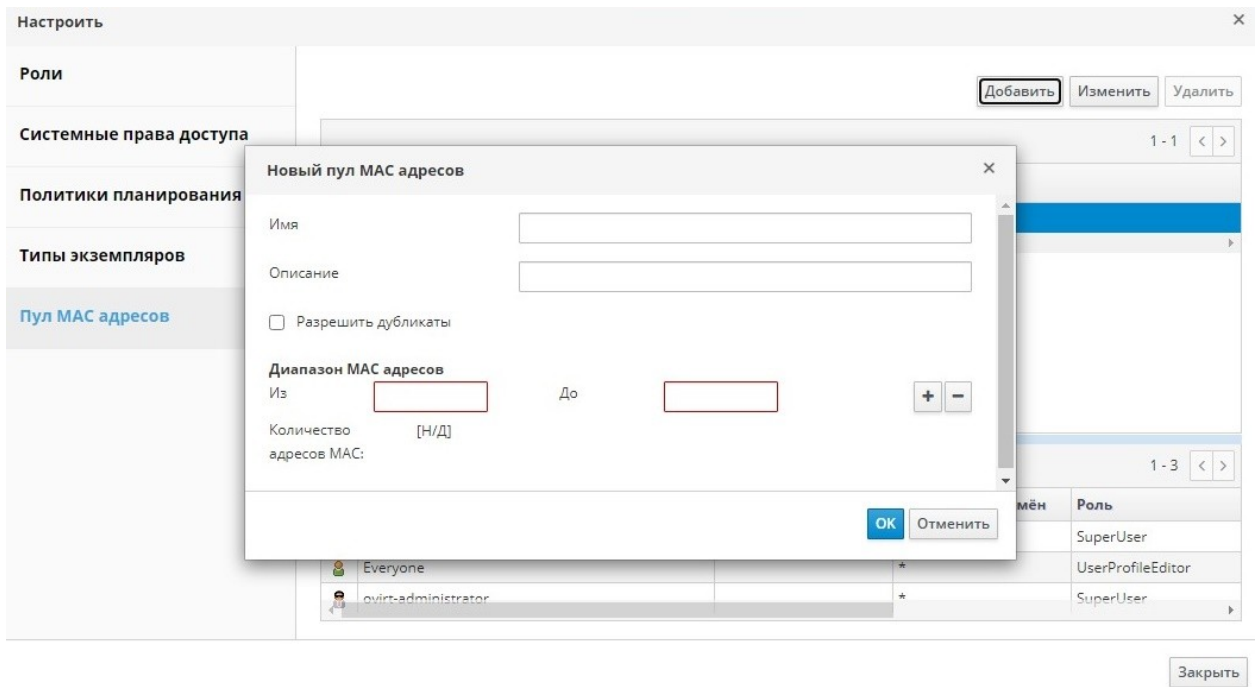 Настроить
Роли
Системные права доступа
Политики планирования
Типы экземпляров
Пул MAC адресов
Добавить Изменить Удалить
1 - 1
Новый пул MAC адресов
Имя
Описание
Разрешить дубликаты
Диапазон MAC адресов
Из До
Количество [Н/Д]
адресов MAC:
OK Отменить
1 - 3
мён Роль
SuperUser
Everyone * UserProfileEditor
ovirt-administrator * SuperUser
Закрыть